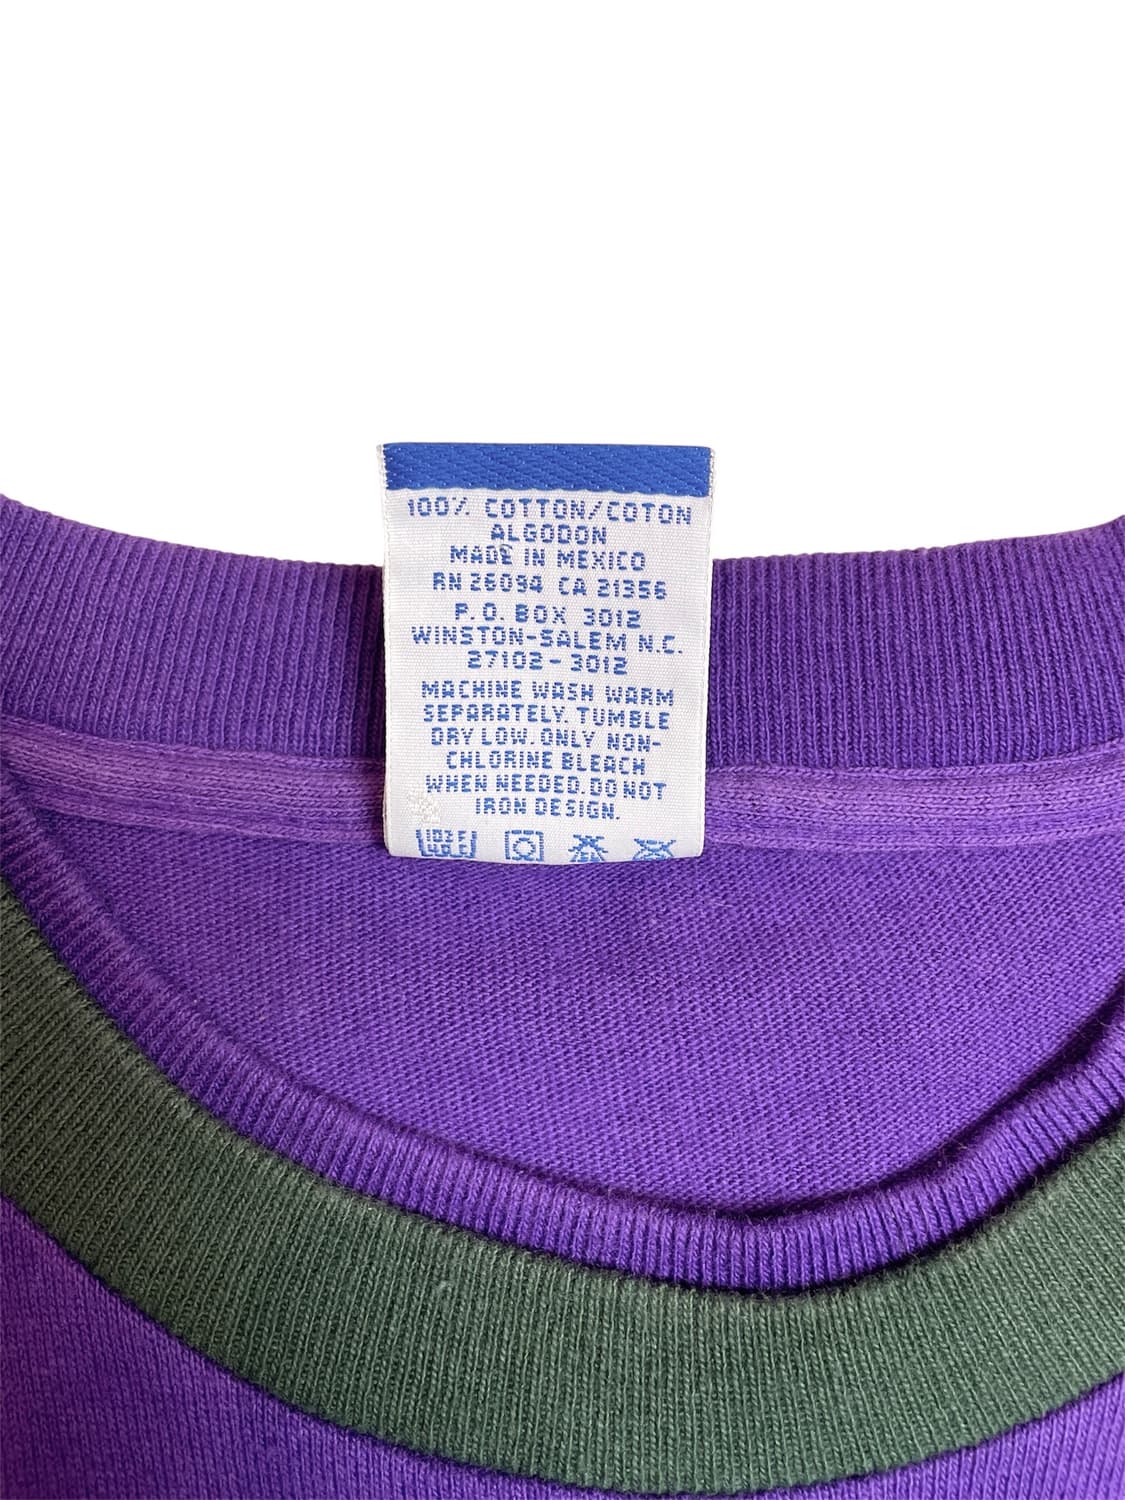 100% COTTON/COTON
ALGODON
MADE IN MEXICO
RN 26094 CA 21356
P.O. BOX 3012
WINSTON-SALEM N.C.
27102-3012
MACHINE WASH WARM
SEPARATELY. TUMBLE
DRY LOW. ONLY NON-
CHLORINE BLEACH
WHEN NEEDED. DO NOT
IRON DESIGN.